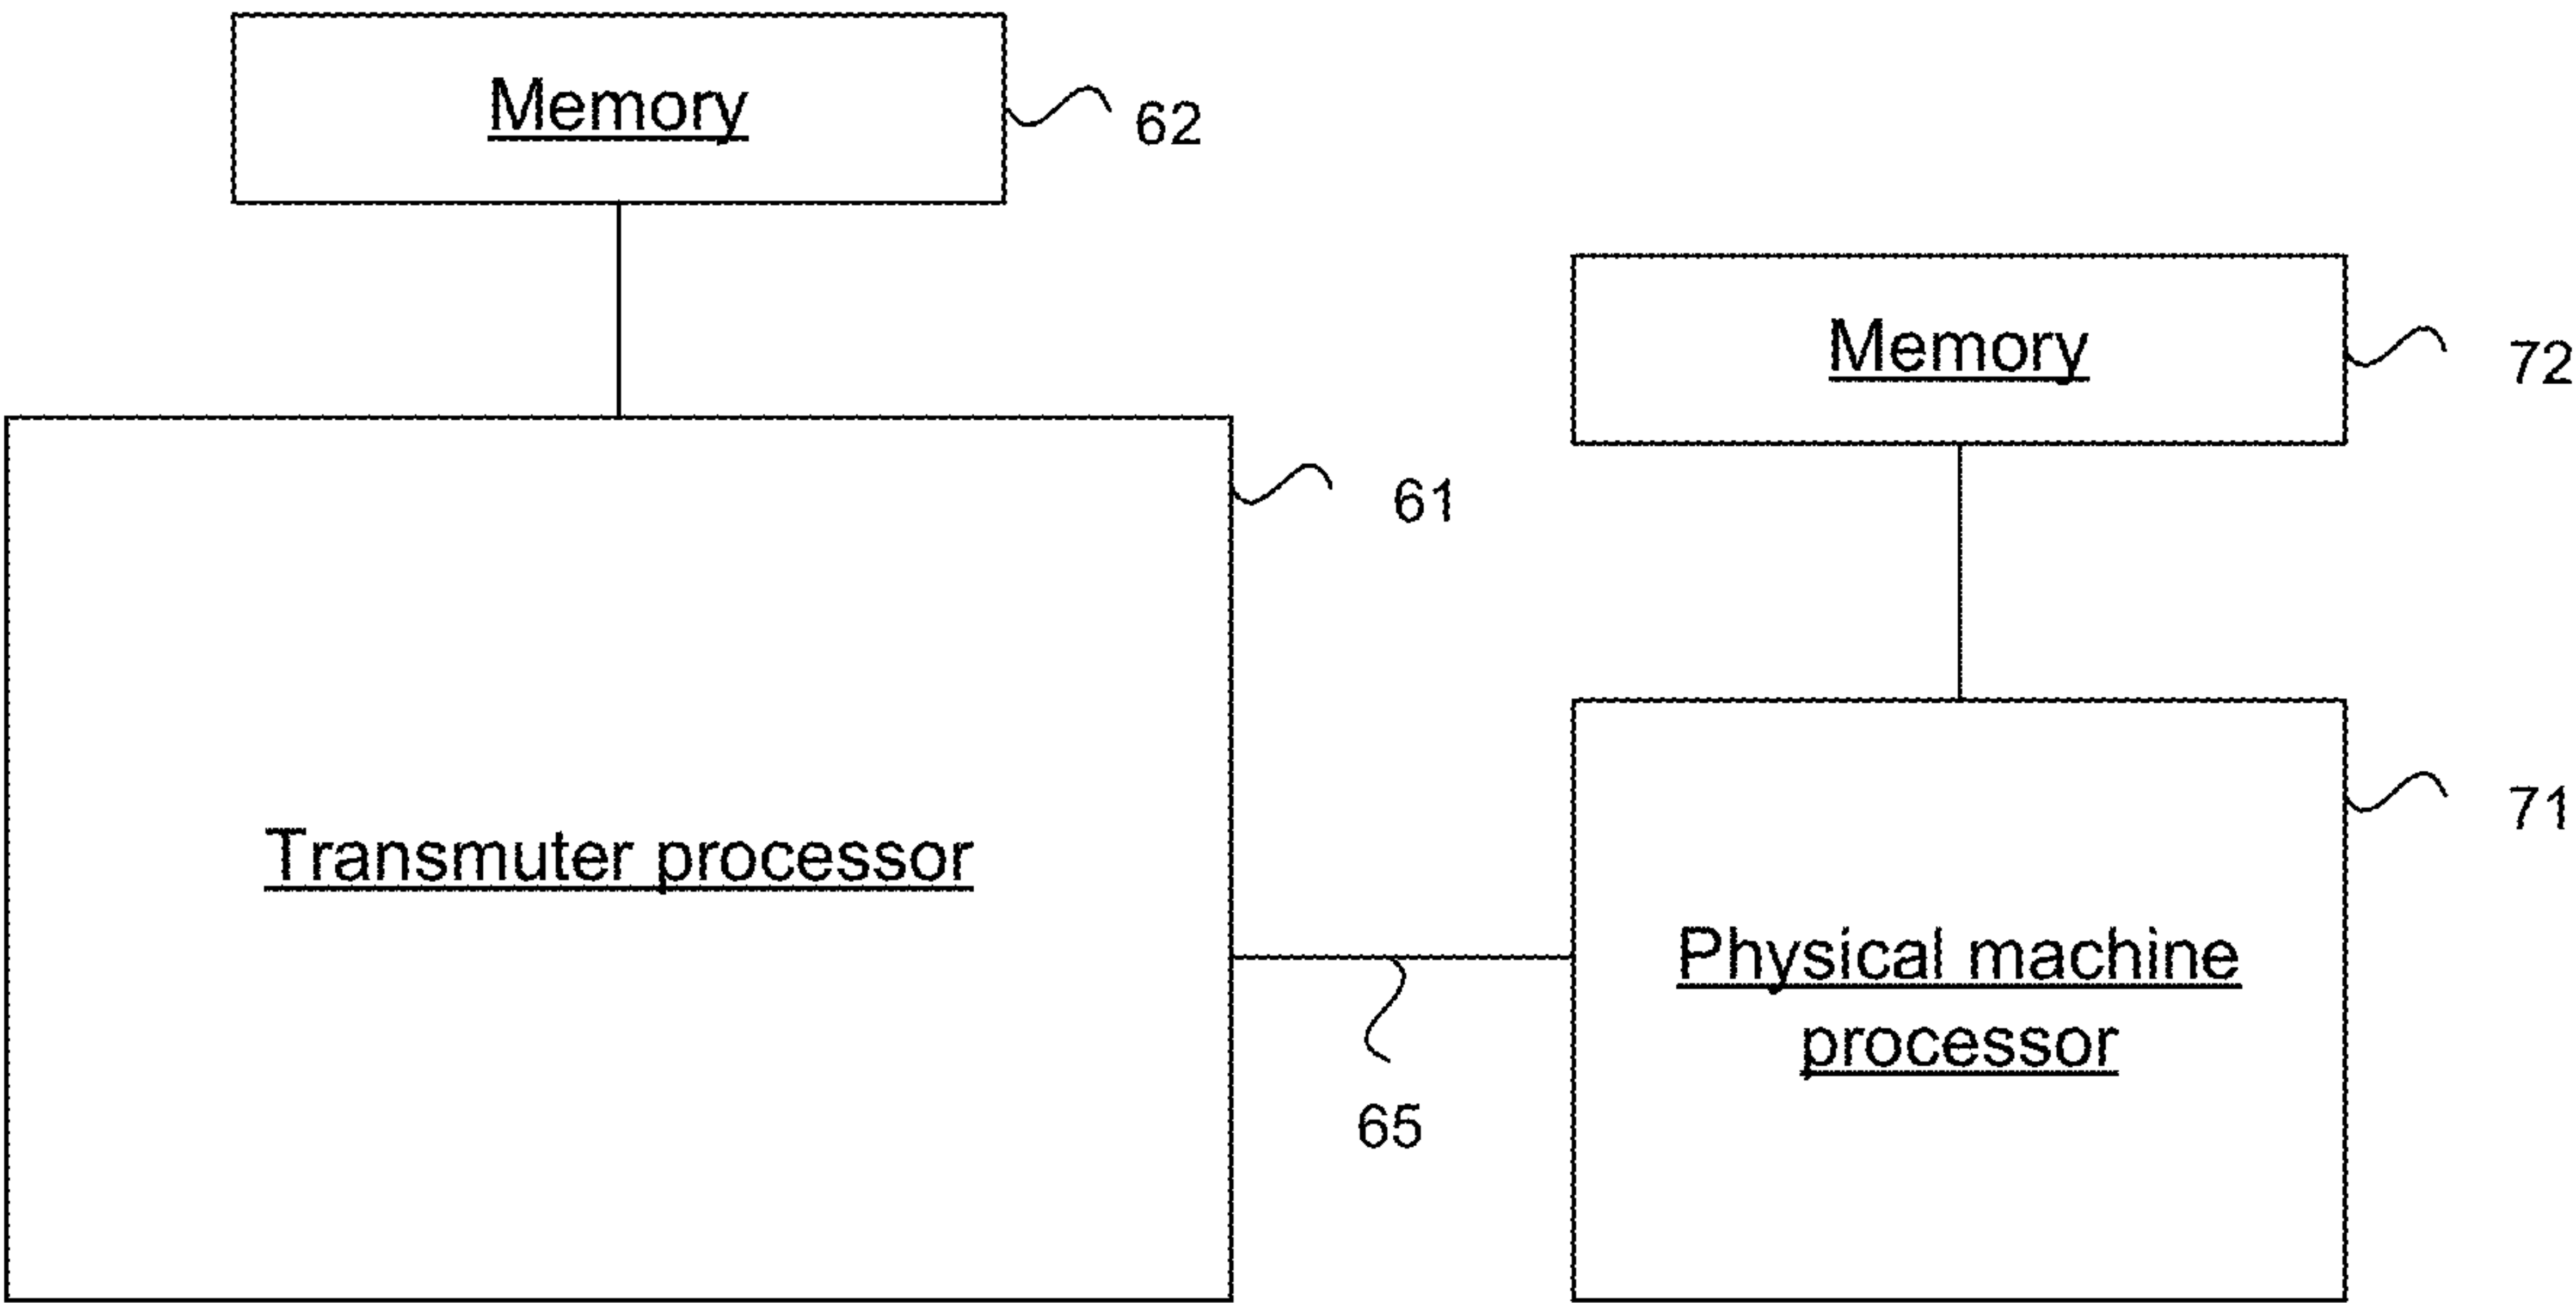 Memory
62
Memory
72
61
Transmuter processor
71
Physical machine
processor
65